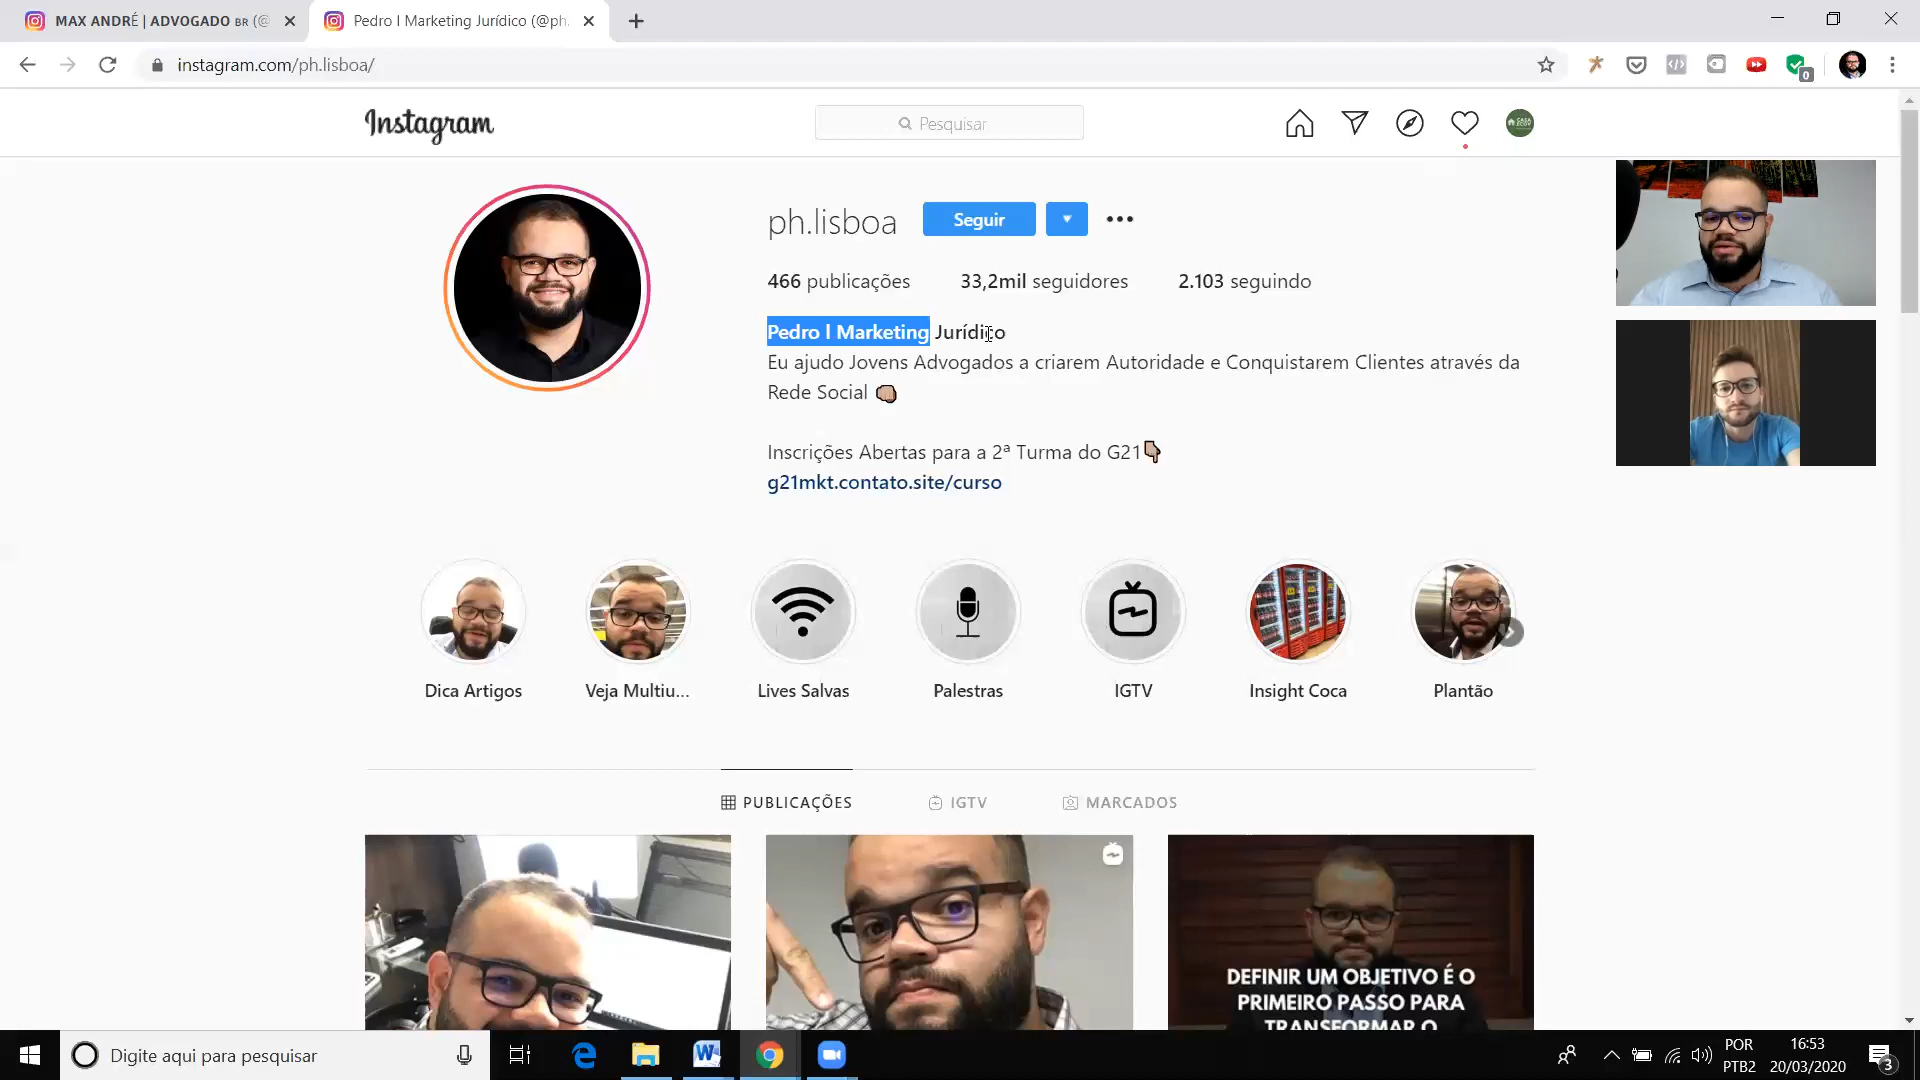 MAX ANDRÉ | ADVOGADO BR (@
Pedro l Marketing Jurídico (@ph.
instagram.com/ph.lisboa/
0
Instagram
Pesquisar
ph.lisboa
Seguir
466 publicações
33,2mil seguidores
2.103 seguindo
Pedro l Marketing Jurídico
Eu ajudo Jovens Advogados a criarem Autoridade e Conquistarem Clientes através da
Rede Social
Inscrições Abertas para a 2ª Turma do G21
g21mkt.contato.site/curso
Dica Artigos
Veja Multiu...
Lives Salvas
Palestras
IGTV
Insight Coca
Plantão
PUBLICAÇÕES
IGTV
MARCADOS
DEFINIR UM OBJETIVO É O
PRIMEIRO PASSO PARA
TRANSFORMAR O
Digite aqui para pesquisar
POR
PTB2
16:53
20/03/2020
3